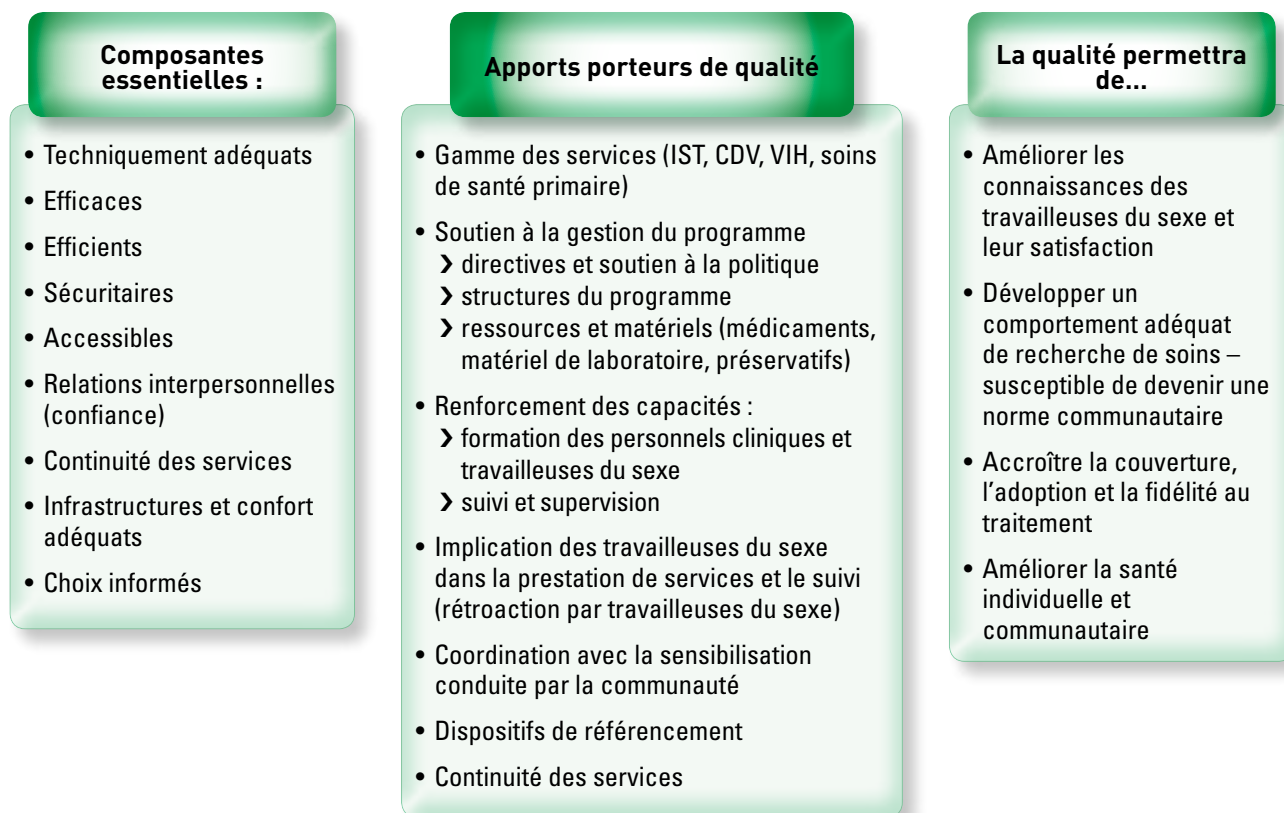 Composantes
essentielles :
• Techniquement adéquats
• Efficaces
• Efficients
• Sécuritaires
• Accessibles
• Relations interpersonnelles
(confiance)
• Continuité des services
• Infrastructures et confort
adéquats
• Choix informés
Apports porteurs de qualité
• Gamme des services (IST, CDV, VIH, soins
de santé primaire)
• Soutien à la gestion du programme
❯ directives et soutien à la politique
❯ structures du programme
❯ ressources et matériels (médicaments,
matériel de laboratoire, préservatifs)
• Renforcement des capacités :
❯ formation des personnels cliniques et
travailleuses du sexe
❯ suivi et supervision
• Implication des travailleuses du sexe
dans la prestation de services et le suivi
(rétroaction par travailleuses du sexe)
• Coordination avec la sensibilisation
conduite par la communauté
• Dispositifs de référencement
• Continuité des services
La qualité permettra
de...
• Améliorer les
connaissances des
travailleuses du sexe et
leur satisfaction
• Développer un
comportement adéquat
de recherche de soins –
susceptible de devenir une
norme communautaire
• Accroître la couverture,
l’adoption et la fidélité au
traitement
• Améliorer la santé
individuelle et
communautaire